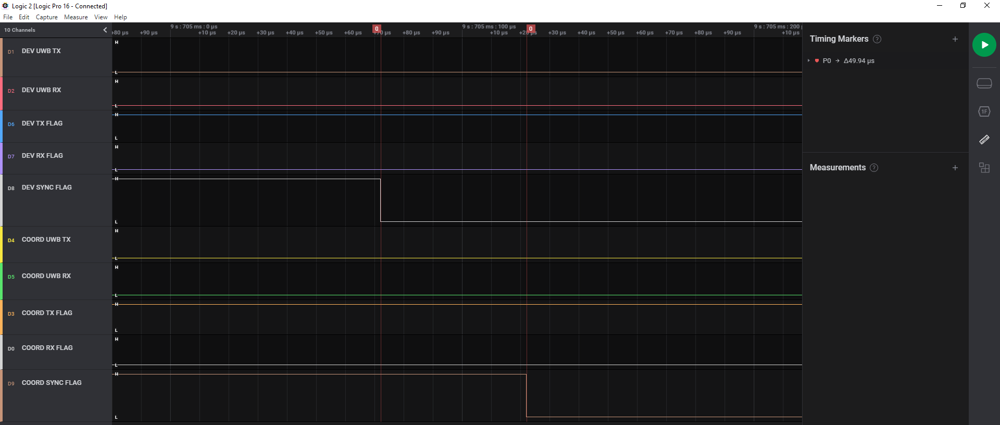 Logic 2 [Logic Pro 16 - Connected]
File Edit Capture Measure View Help
10 Channels
9 s : 705 ms : 0 µs 9 s : 705 ms : 100 µs 9 s : 705 ms : 200
0 0
+80 µs +90 µs +10 µs +20 µs +30 µs +40 µs +50 µs +60 µs +70 µs +80 µs +90 µs +10 µs +20 µs +30 µs +40 µs +50 µs +60 µs +70 µs +80 µs +90 µs +10 µs
D1 DEV UWB TX
H
L
D2 DEV UWB RX
H
L
D6 DEV TX FLAG
H
L
D7 DEV RX FLAG
H
L
D8 DEV SYNC FLAG
H
L
D4 COORD UWB TX
H
L
D5 COORD UWB RX
H
L
D3 COORD TX FLAG
H
L
D0 COORD RX FLAG
H
L
D9 COORD SYNC FLAG
H
L
Timing Markers ? +
P0 → Δ49.94 µs
Measurements ? +
1F